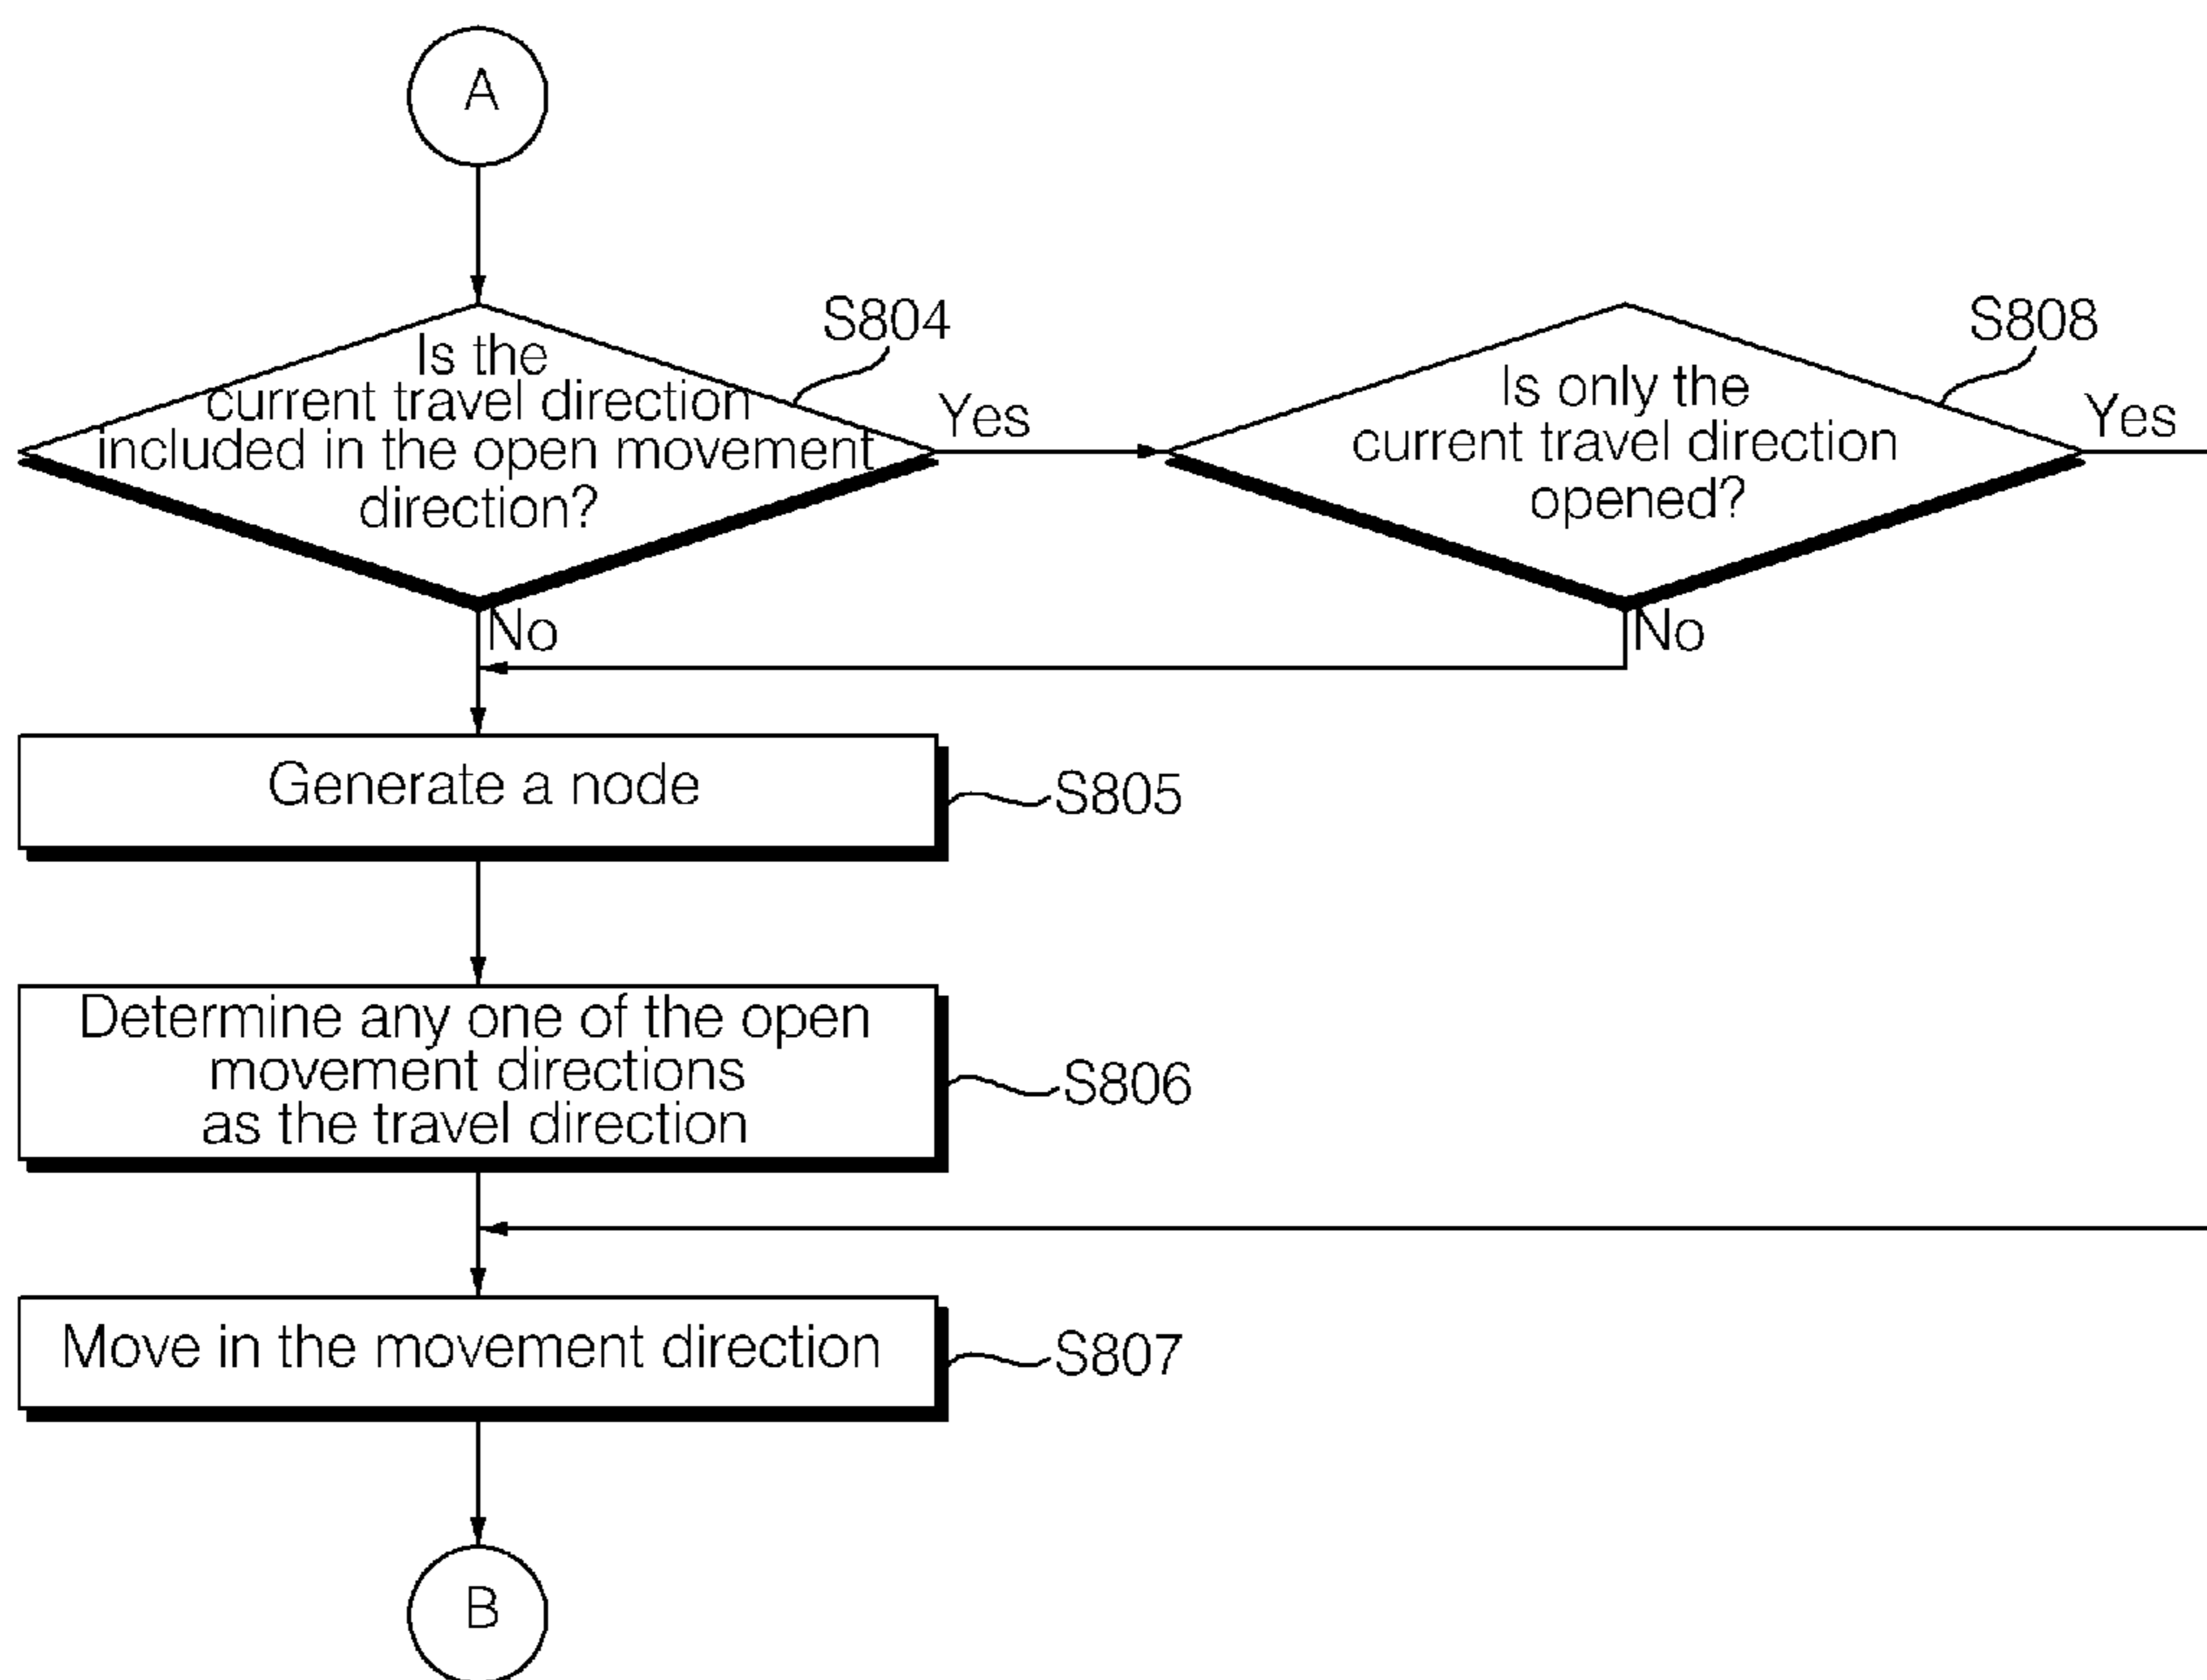 A
S804
Is the
current travel direction
included in the open movement
direction?
Yes
S808
Is only the
current travel direction
opened?
Yes
No
No
Generate a node
S805
Determine any one of the open
movement directions
as the travel direction
S806
Move in the movement direction
S807
B